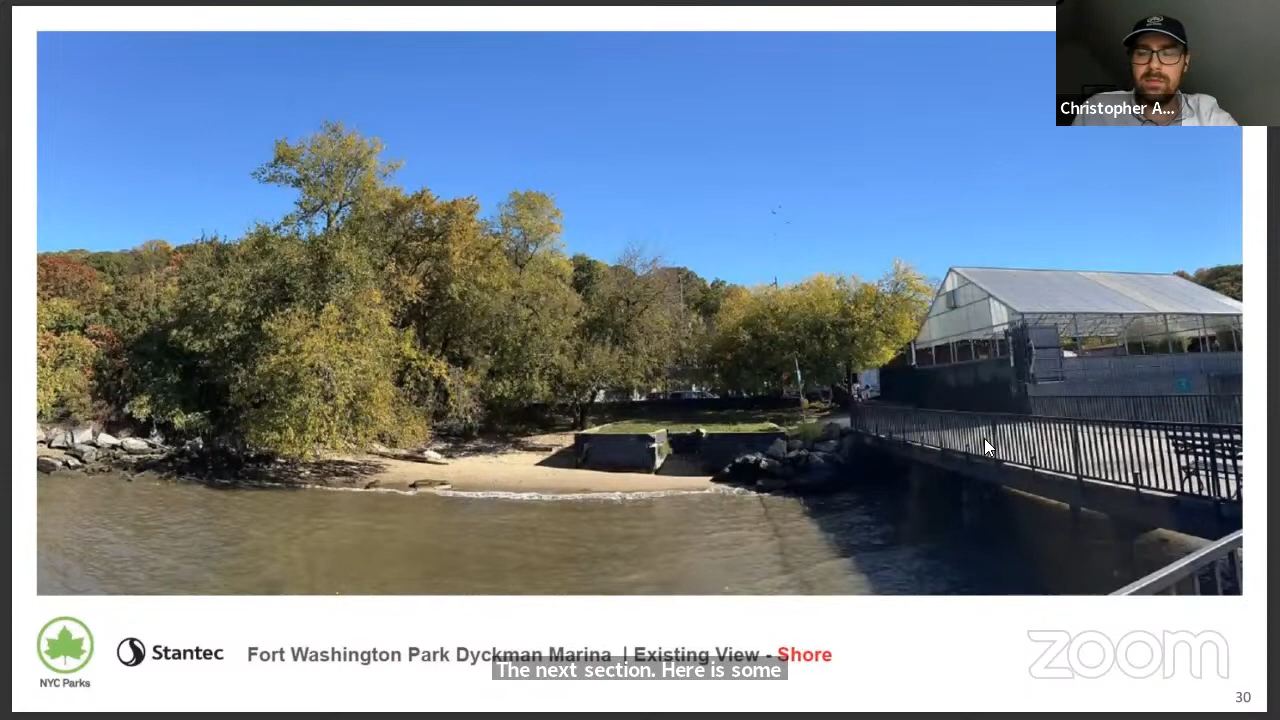 Christopher A...
NYC Parks
Stantec
Fort Washington Park Dyckman Marina | Existing View - Shore
The next section. Here is some
zoom
30